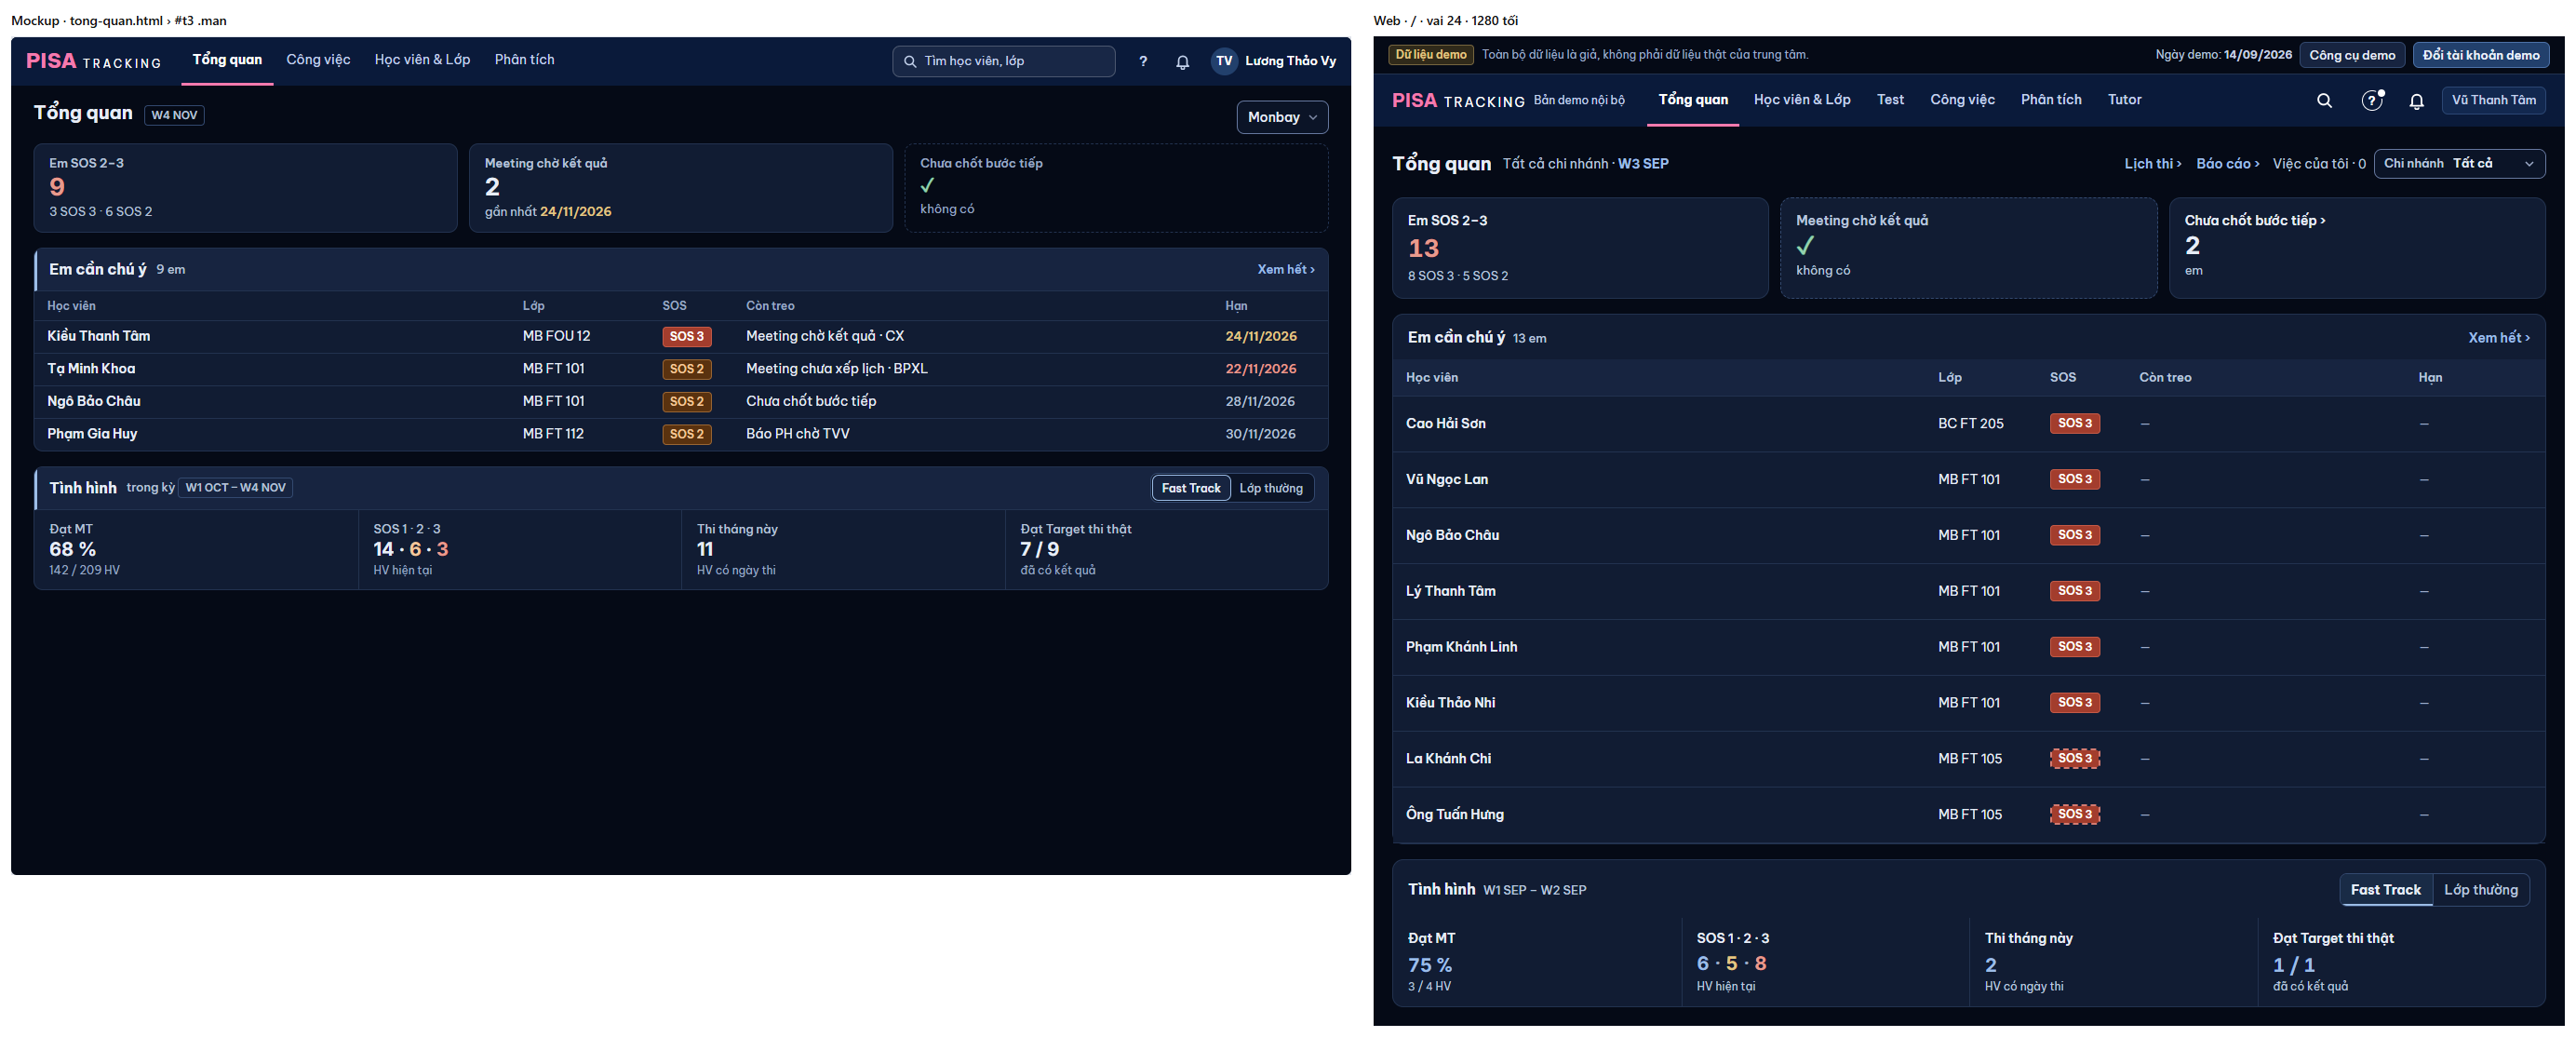 Mockup · tong-quan.html › #t3 .man
PISA TRACKING Tổng quan Công việc Học viên & Lớp Phân tích Tìm học viên, lớp ? TV Lương Thảo Vy
Tổng quan W4 NOV Monbay
Em SOS 2–3
9
3 SOS 3 · 6 SOS 2
Meeting chờ kết quả
2
gần nhất 24/11/2026
Chưa chốt bước tiếp
✓
không có
Em cần chú ý 9 em Xem hết ›
Học viên Lớp SOS Còn treo Hạn
Kiều Thanh Tâm MB FOU 12 SOS 3 Meeting chờ kết quả · CX 24/11/2026
Tạ Minh Khoa MB FT 101 SOS 2 Meeting chưa xếp lịch · BPXL 22/11/2026
Ngô Bảo Châu MB FT 101 SOS 2 Chưa chốt bước tiếp 28/11/2026
Phạm Gia Huy MB FT 112 SOS 2 Báo PH chờ TVV 30/11/2026
Tình hình trong kỳ W1 OCT – W4 NOV Fast Track Lớp thường
Đạt MT
68 %
142 / 209 HV
SOS 1 · 2 · 3
14 · 6 · 3
HV hiện tại
Thi tháng này
11
HV có ngày thi
Đạt Target thi thật
7 / 9
đã có kết quả
Web · / · vai 24 · 1280 tối
Dữ liệu demo Toàn bộ dữ liệu là giả, không phải dữ liệu thật của trung tâm. Ngày demo: 14/09/2026 Công cụ demo Đổi tài khoản demo
PISA TRACKING Bản demo nội bộ Tổng quan Học viên & Lớp Test Công việc Phân tích Tutor ? Vũ Thanh Tâm
Tổng quan Tất cả chi nhánh · W3 SEP Lịch thi › Báo cáo › Việc của tôi · 0 Chi nhánh Tất cả
Em SOS 2–3
13
8 SOS 3 · 5 SOS 2
Meeting chờ kết quả
✓
không có
Chưa chốt bước tiếp ›
2
em
Em cần chú ý 13 em Xem hết ›
Học viên Lớp SOS Còn treo Hạn
Cao Hải Sơn BC FT 205 SOS 3 — —
Vũ Ngọc Lan MB FT 101 SOS 3 — —
Ngô Bảo Châu MB FT 101 SOS 3 — —
Lý Thanh Tâm MB FT 101 SOS 3 — —
Phạm Khánh Linh MB FT 101 SOS 3 — —
Kiều Thảo Nhi MB FT 101 SOS 3 — —
La Khánh Chi MB FT 105 SOS 3 — —
Ông Tuấn Hưng MB FT 105 SOS 3 — —
Tình hình W1 SEP – W2 SEP Fast Track Lớp thường
Đạt MT
75 %
3 / 4 HV
SOS 1 · 2 · 3
6 · 5 · 8
HV hiện tại
Thi tháng này
2
HV có ngày thi
Đạt Target thi thật
1 / 1
đã có kết quả